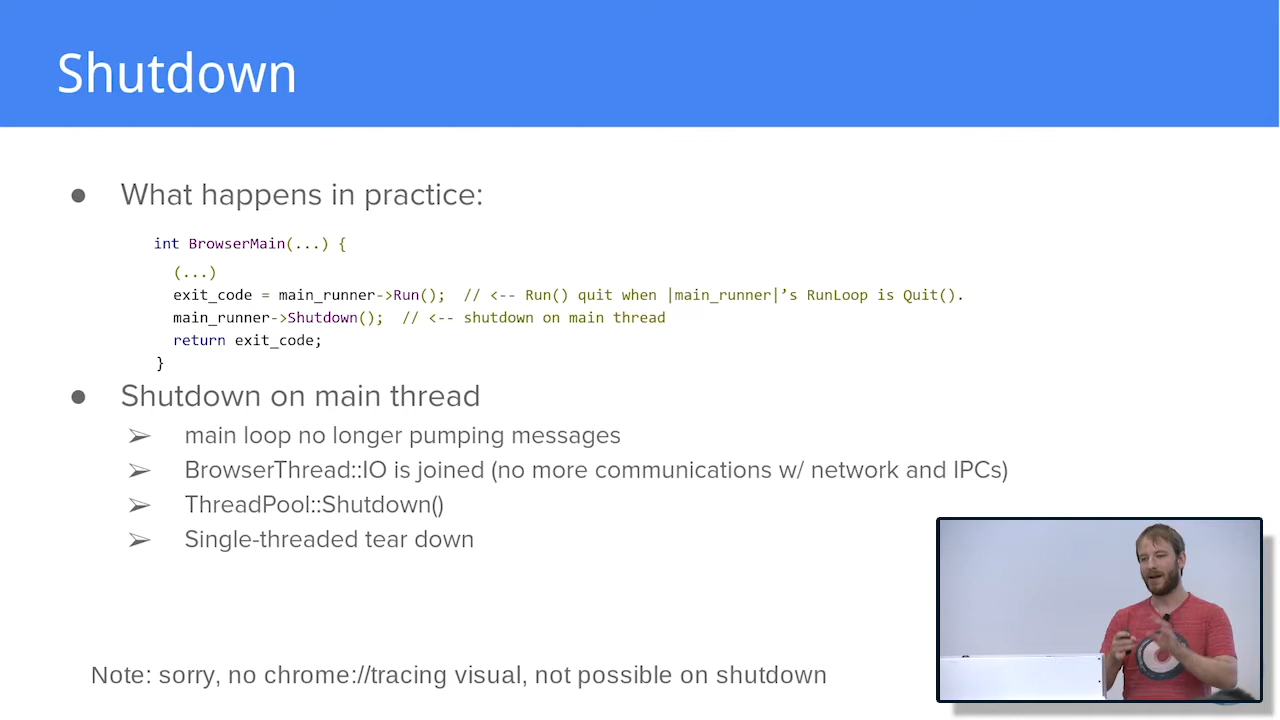 Shutdown
● What happens in practice:
int BrowserMain(...) {
(...)
exit_code = main_runner->Run();  // <-- Run() quit when |main_runner|’s RunLoop is Quit().
main_runner->Shutdown();  // <-- shutdown on main thread
return exit_code;
}
● Shutdown on main thread
➢ main loop no longer pumping messages
➢ BrowserThread::IO is joined (no more communications w/ network and IPCs)
➢ ThreadPool::Shutdown()
➢ Single-threaded tear down
Note: sorry, no chrome://tracing visual, not possible on shutdown